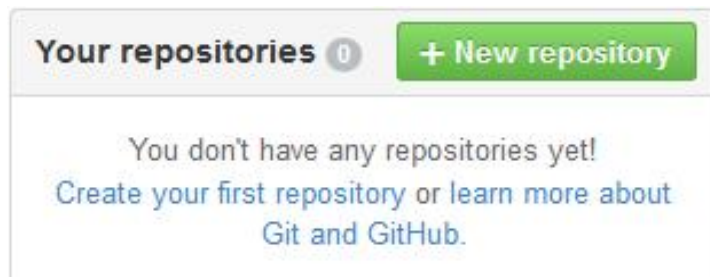 Your repositories 0 + New repository
You don't have any repositories yet!
Create your first repository or learn more about
Git and GitHub.